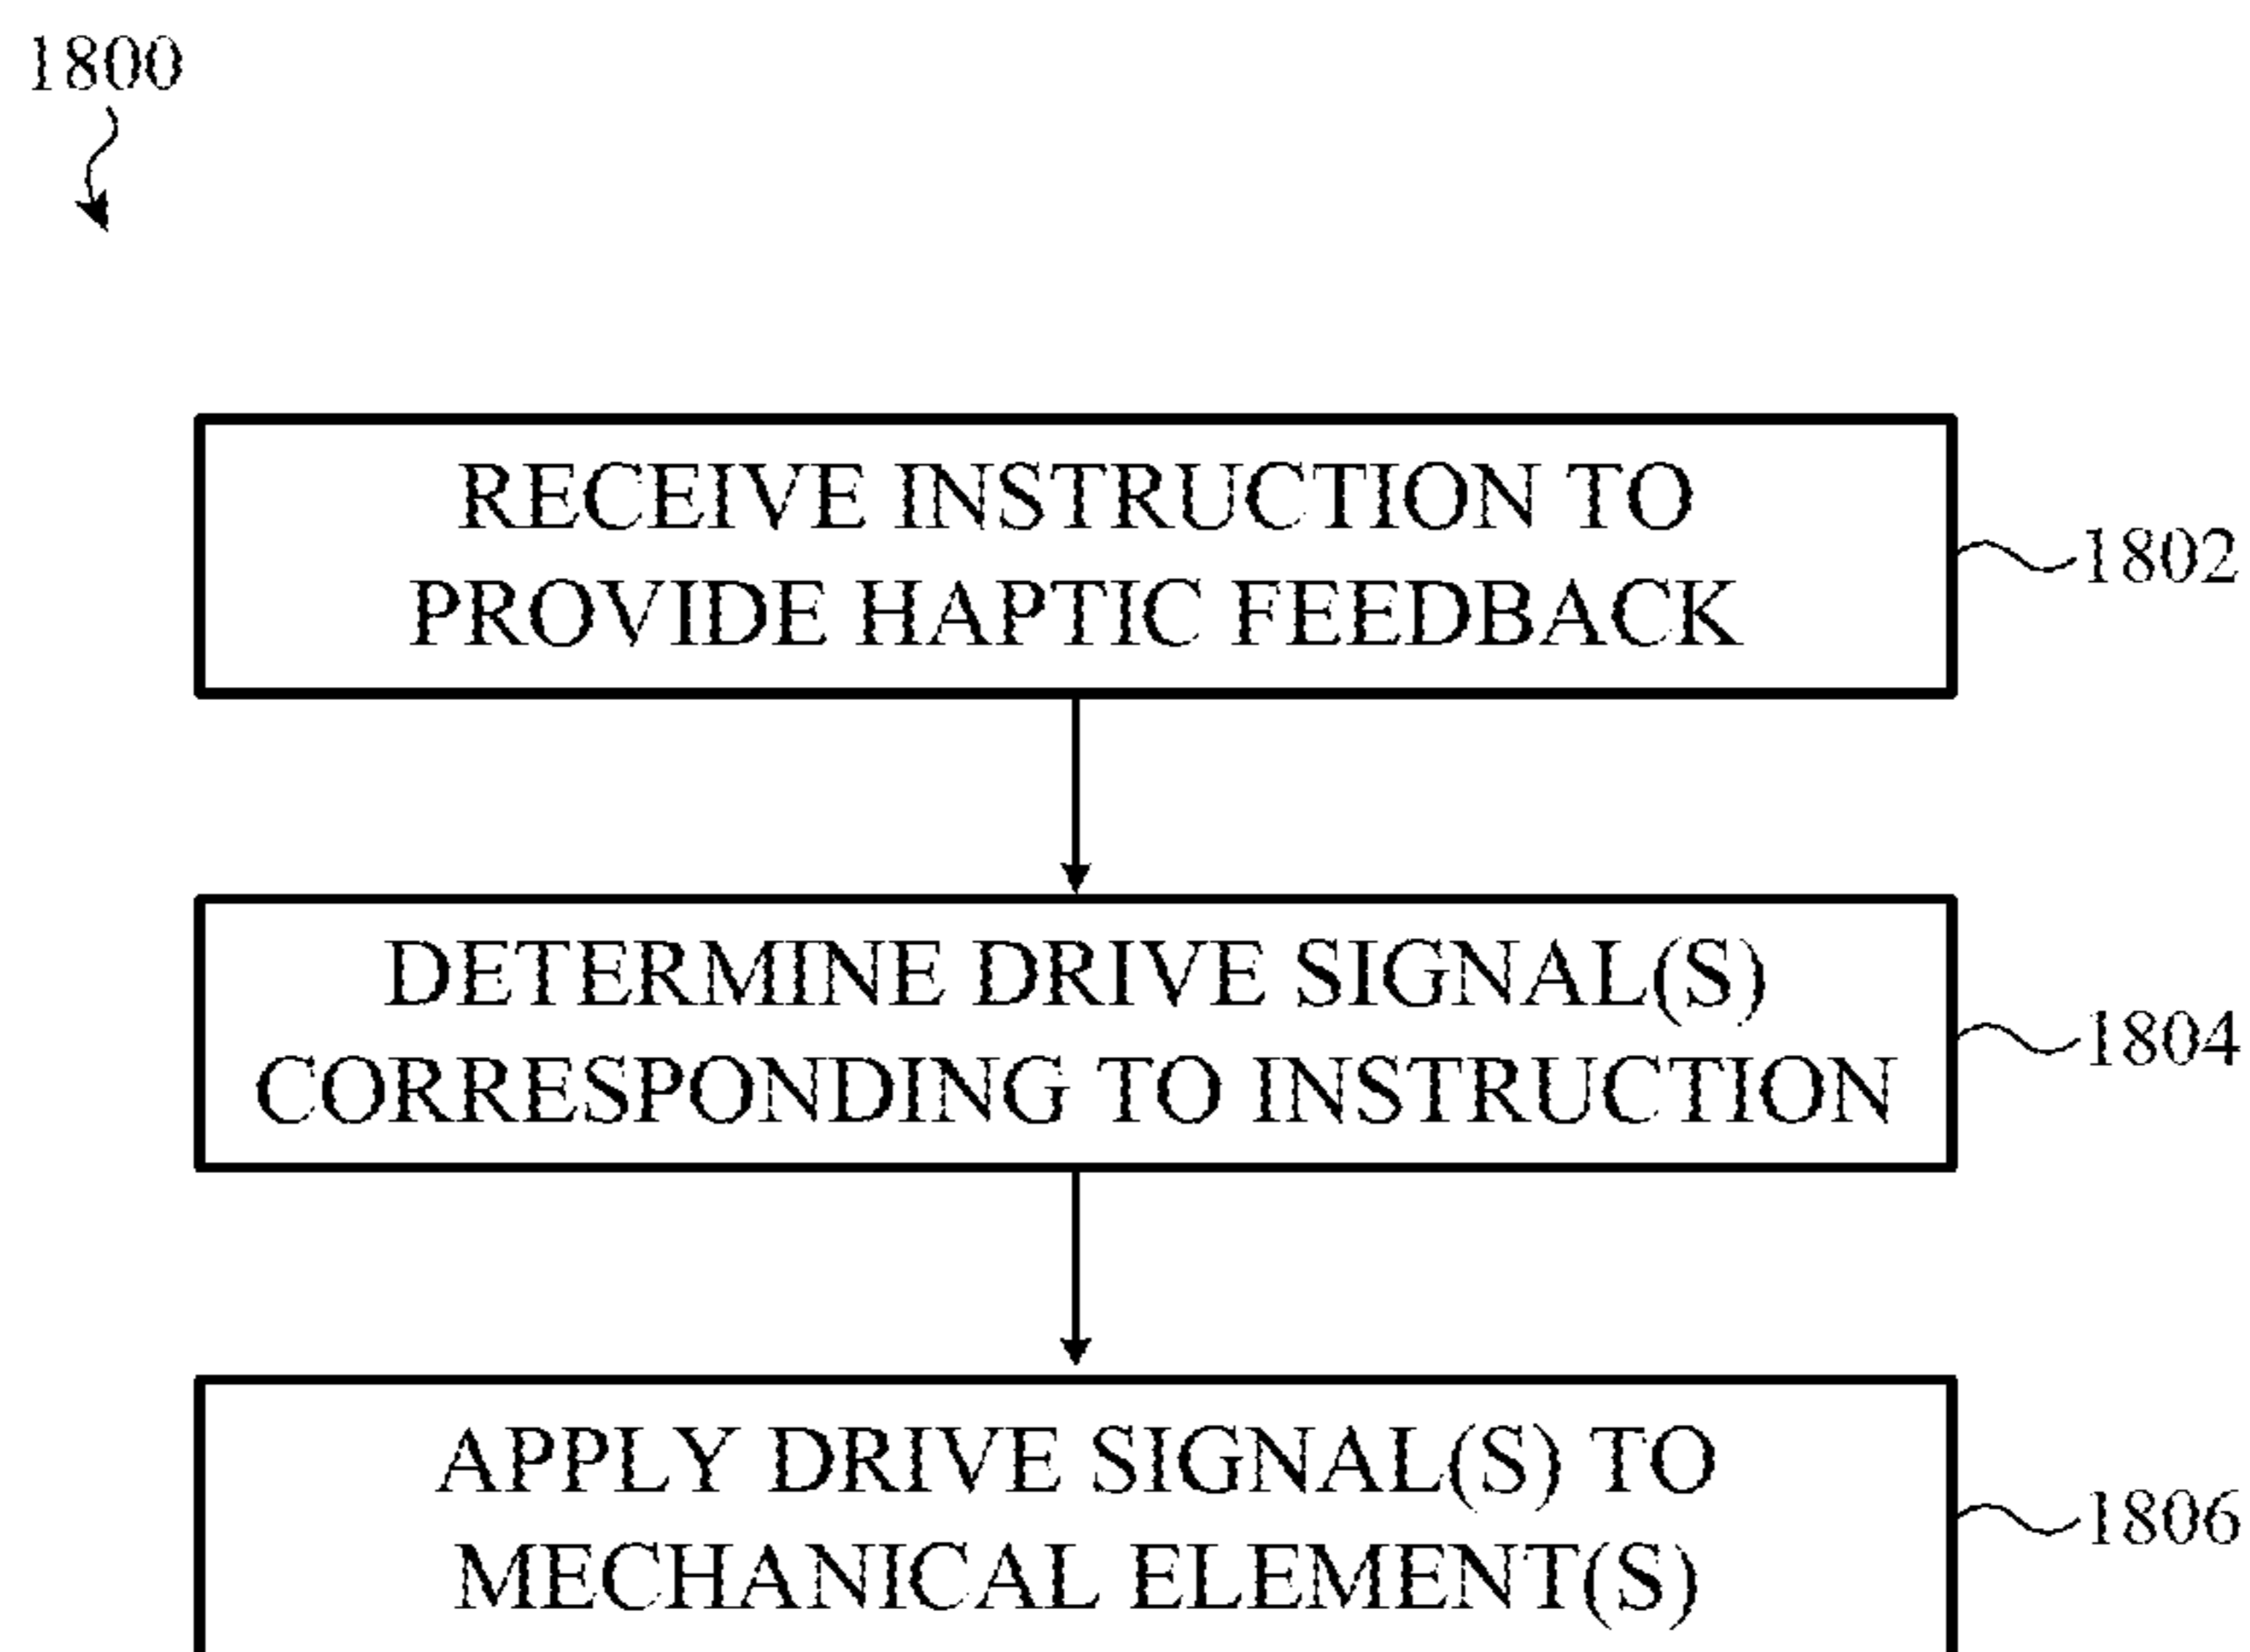 1800
RECEIVE INSTRUCTION TO
PROVIDE HAPTIC FEEDBACK
1802
DETERMINE DRIVE SIGNAL(S)
CORRESPONDING TO INSTRUCTION
1804
APPLY DRIVE SIGNAL(S) TO
MECHANICAL ELEMENT(S)
1806